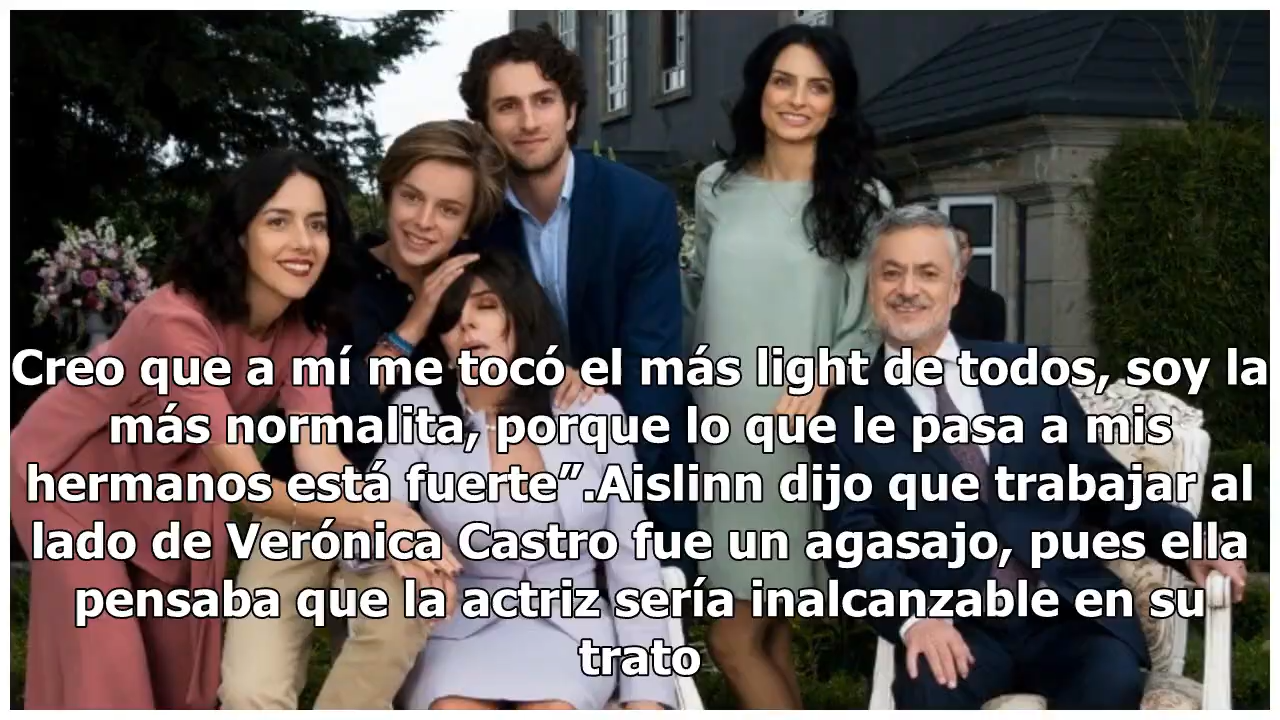 Creo que a mí me tocó el más light de todos, soy la
más normalita, porque lo que le pasa a mis
hermanos está fuerte”.Aislinn dijo que trabajar al
lado de Verónica Castro fue un agasajo, pues ella
pensaba que la actriz sería inalcanzable en su
trato